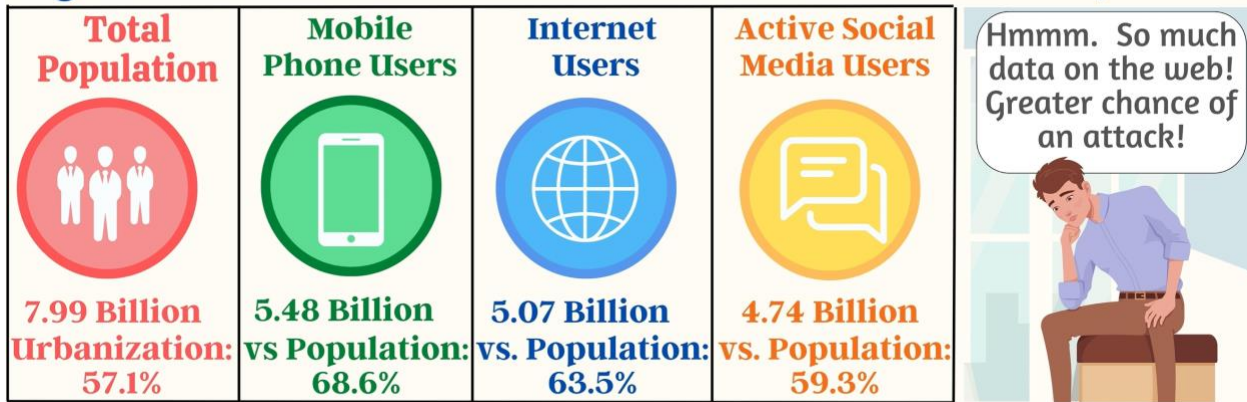 Total
Population
7.99 Billion
Urbanization:
57.1%
Mobile
Phone Users
5.48 Billion
vs Population:
68.6%
Internet
Users
5.07 Billion
vs. Population:
63.5%
Active Social
Media Users
4.74 Billion
vs. Population:
59.3%
Hmmm. So much
data on the web!
Greater chance of
an attack!